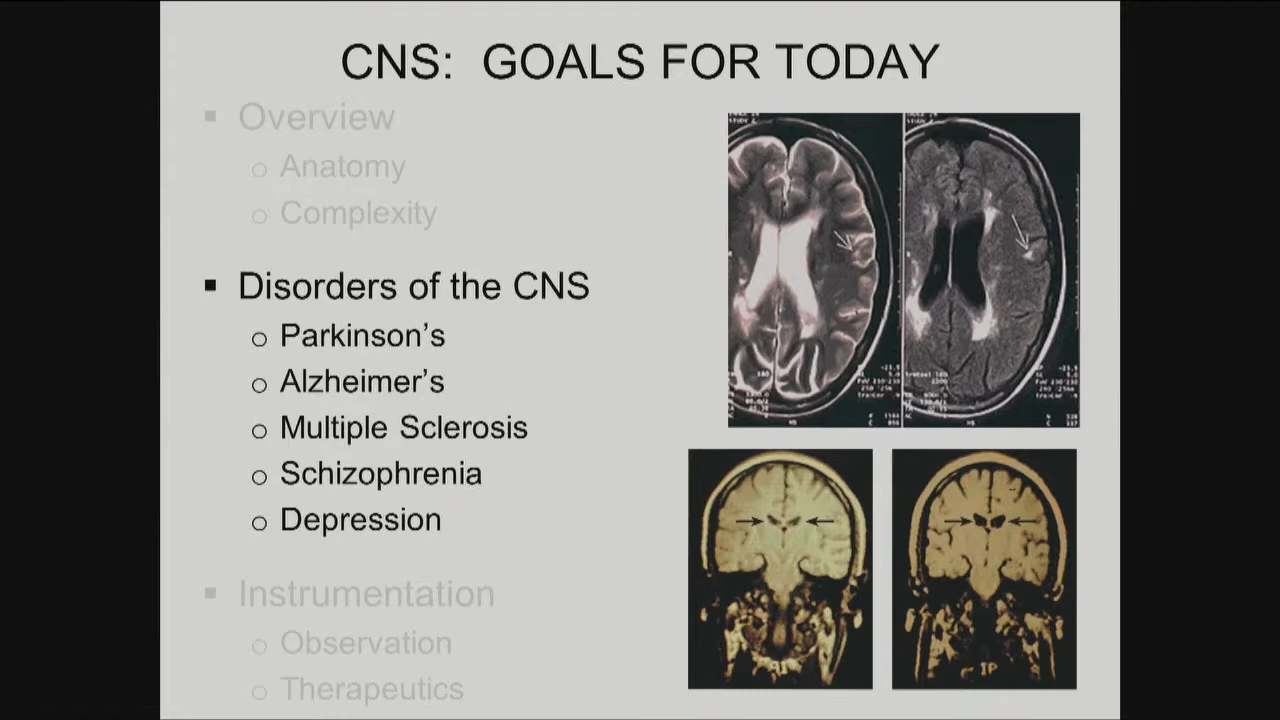 CNS: GOALS FOR TODAY
Overview
Anatomy
Complexity
Disorders of the CNS
Parkinson's
Alzheimer's
Multiple Sclerosis
Schizophrenia
Depression
Instrumentation
Observation
Therapeutics
IP